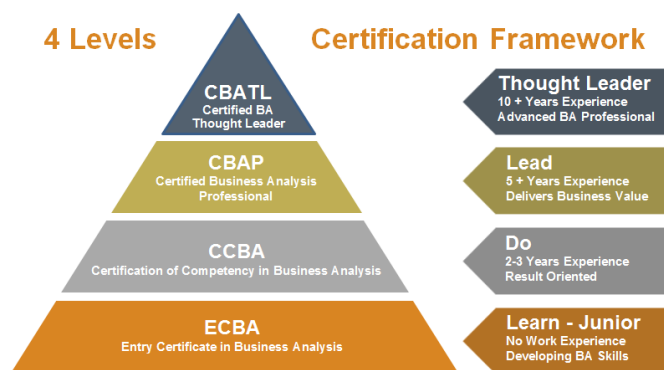 4 Levels
Certification Framework
CBATL
Certified BA
Thought Leader
Thought Leader
10 + Years Experience
Advanced BA Professional
CBAP
Certified Business Analysis
Professional
Lead
5 + Years Experience
Delivers Business Value
CCBA
Certification of Competency in Business Analysis
Do
2-3 Years Experience
Result Oriented
ECBA
Entry Certificate in Business Analysis
Learn - Junior
No Work Experience
Developing BA Skills